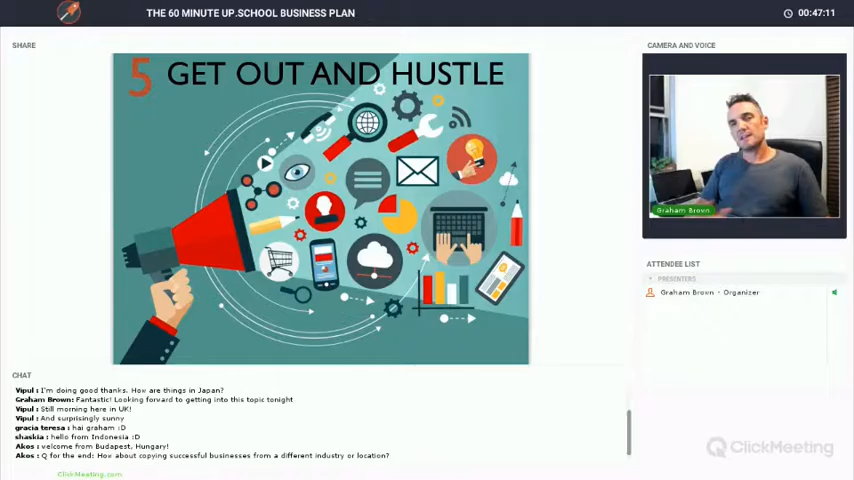 THE 60 MINUTE UP.SCHOOL BUSINESS PLAN
00:47:11
SHARE
5 GET OUT AND HUSTLE
CAMERA AND VOICE
Graham Brown
ATTENDEE LIST
PRESENTERS
Graham Brown - Organizer
CHAT
Vipul : I'm doing good thanks. How are things in Japan?
Graham Brown: Fantastic! Looking forward to getting into this topic tonight
Vipul : Still morning here in UK!
Vipul : And surprisingly sunny
gracia teresa : hai graham :D
shaskia : hello from Indonesia :D
Akos : welcome from Budapest, Hungary!
Akos : Q for the end: How about copying successful businesses from a different industry or location?
ClickMeeting.com
ClickMeeting